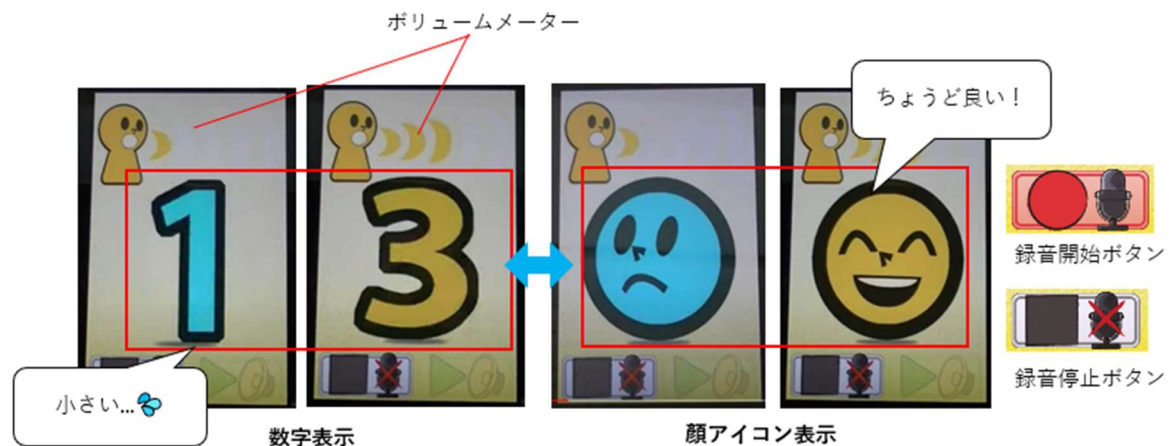 ボリュームメーター
ちょうど良い！
1
3
録音開始ボタン
録音停止ボタン
小さい...
数字表示
顔アイコン表示